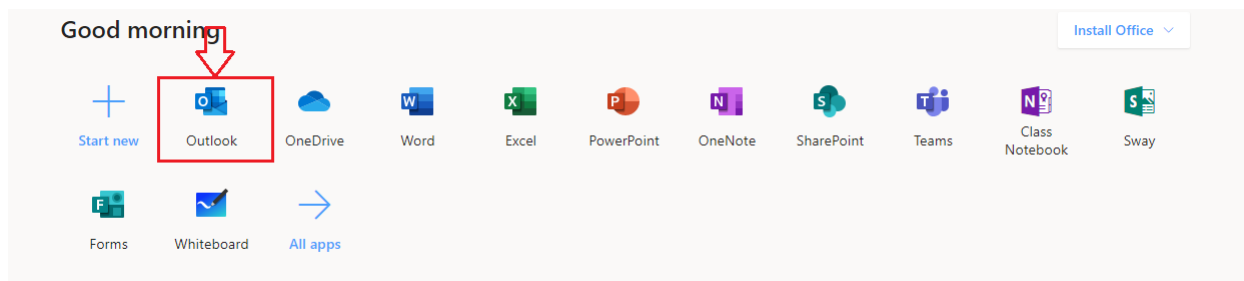 Good morning
Install Office
Start new
Outlook
OneDrive
Word
Excel
PowerPoint
OneNote
SharePoint
Teams
Class
Notebook
Sway
Forms
Whiteboard
All apps